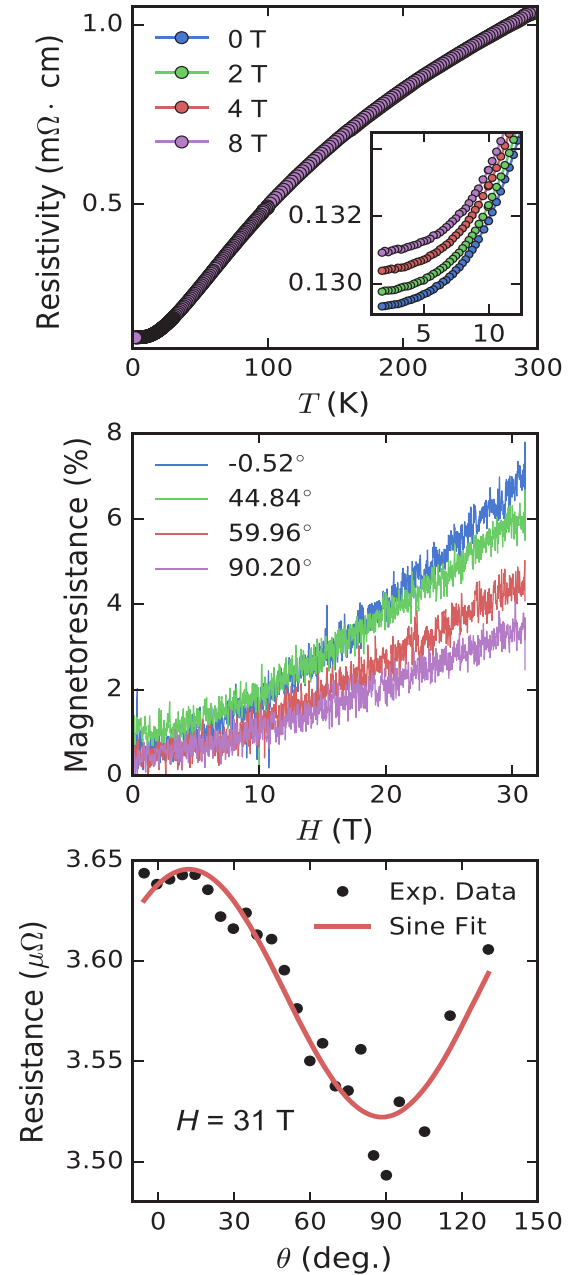 Resistivity (mΩ · cm)
1.0
0.5
0 T
2 T
4 T
8 T
0.132
0.130
5 10
0 100 200 300
T (K)
Magnetoresistance (%)
8
6
4
2
0
-0.52°
44.84°
59.96°
90.20°
0 10 20 30
H (T)
Resistance (μΩ)
3.65
3.60
3.55
3.50
Exp. Data
Sine Fit
H = 31 T
0 30 60 90 120 150
θ (deg.)